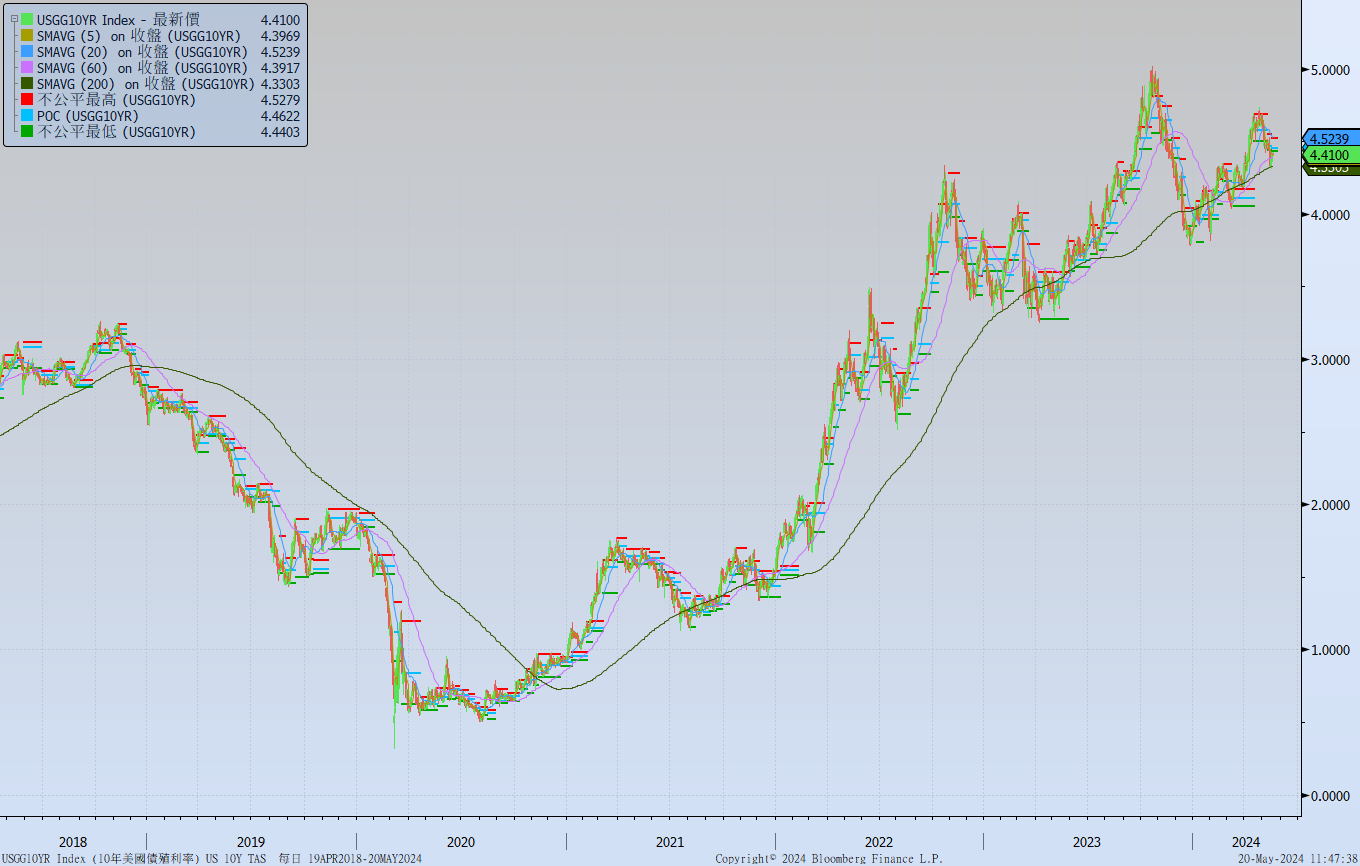 USGG10YR Index - 最新價 4.4100
SMAVG (5) on 收盤 (USGG10YR) 4.3969
SMAVG (20) on 收盤 (USGG10YR) 4.5239
SMAVG (60) on 收盤 (USGG10YR) 4.3917
SMAVG (200) on 收盤 (USGG10YR) 4.3303
不公平最高 (USGG10YR) 4.5279
POC (USGG10YR) 4.4622
不公平最低 (USGG10YR) 4.4403
5.0000
4.5239
4.4100
4.3303
4.0000
3.0000
2.0000
1.0000
0.0000
2018 2019 2020 2021 2022 2023 2024
USGG10YR Index (10年美國債殖利率) US 10Y TAS 每日 19APR2018-20MAY2024 Copyright© 2024 Bloomberg Finance L.P. 20-May-2024 11:47:38